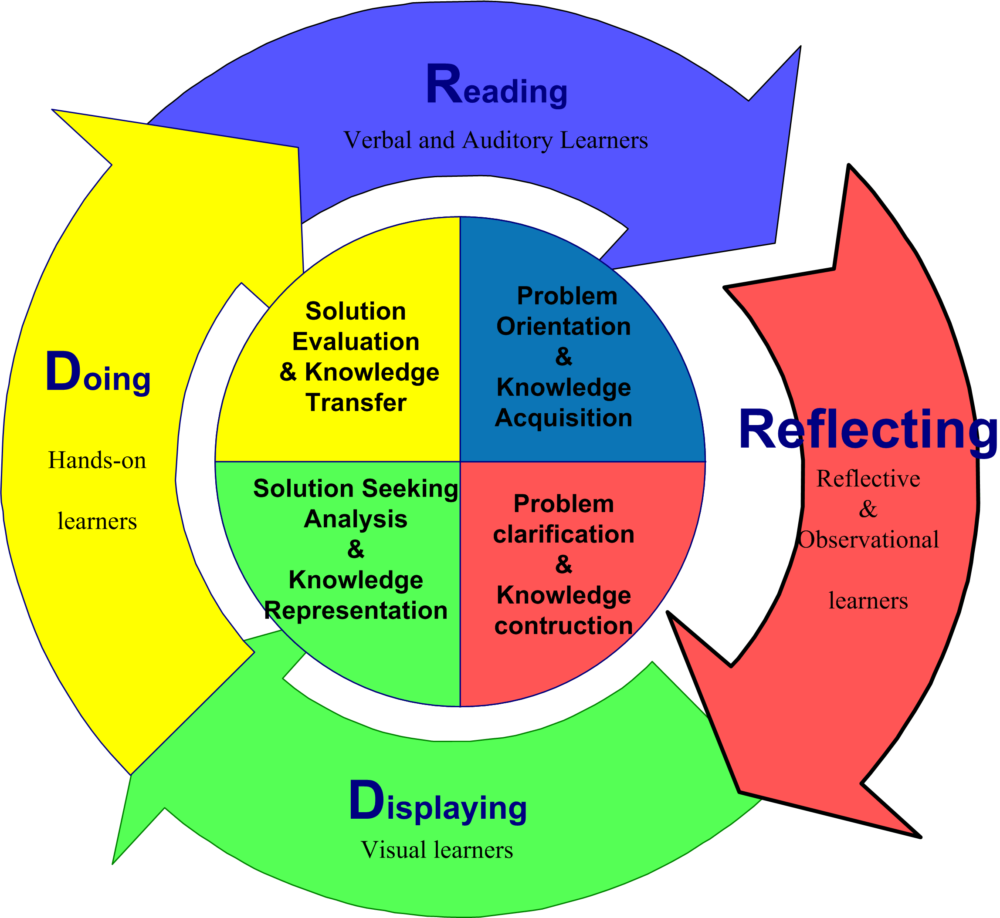 Reading
Verbal and Auditory Learners
Solution
Evaluation
& Knowledge
Transfer
Problem
Orientation
&
Knowledge
Acquisition
Doing
Hands-on
learners
Reflecting
Reflective
&
Observational
learners
Solution Seeking
Analysis
&
Knowledge
Representation
Problem
clarification
&
Knowledge
contruction
Displaying
Visual learners